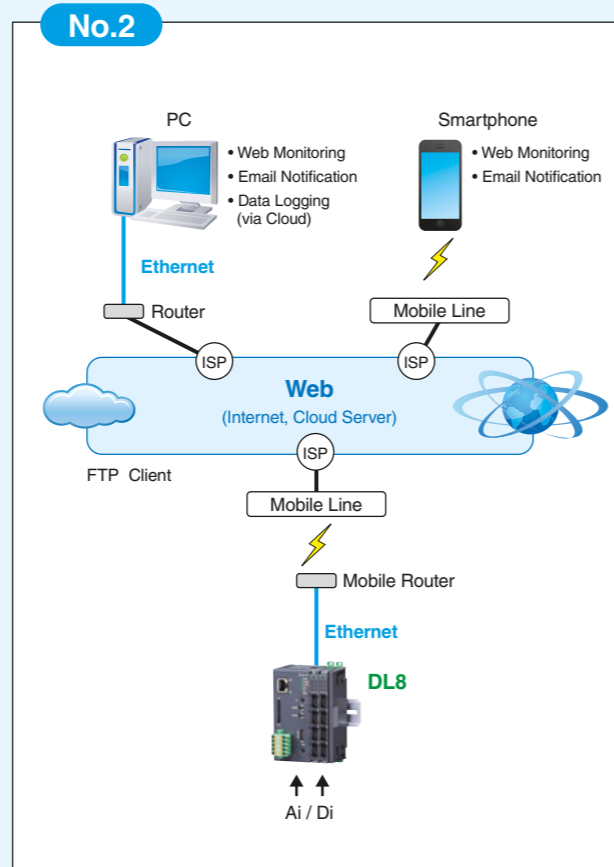 No.2
PC
• Web Monitoring
• Email Notification
• Data Logging
(via Cloud)
Smartphone
• Web Monitoring
• Email Notification
Ethernet
Router
Mobile Line
ISP
ISP
Web
(Internet, Cloud Server)
ISP
FTP Client
Mobile Line
Mobile Router
Ethernet
DL8
Ai / Di